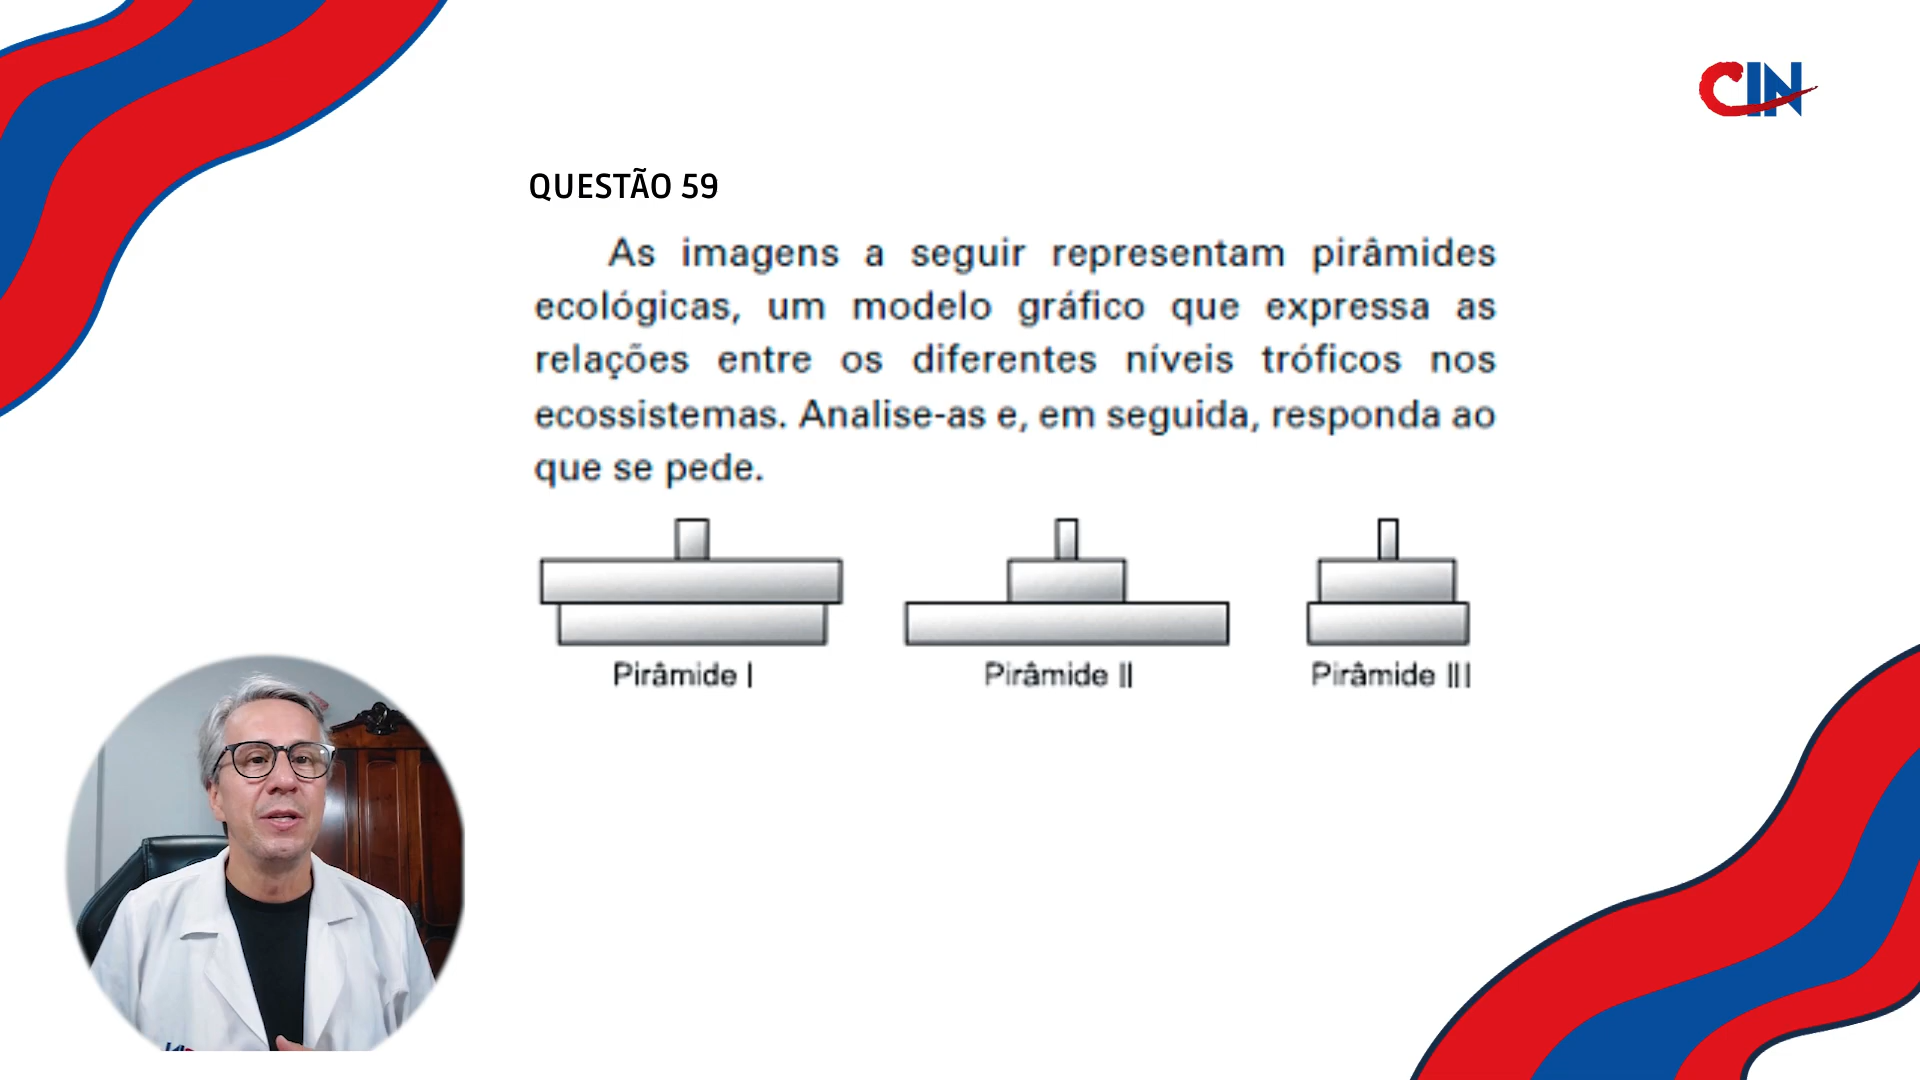 CIN
QUESTÃO 59
As imagens a seguir representam pirâmides
ecológicas, um modelo gráfico que expressa as
relações entre os diferentes níveis tróficos nos
ecossistemas. Analise-as e, em seguida, responda ao
que se pede.
Pirâmide I
Pirâmide II
Pirâmide III